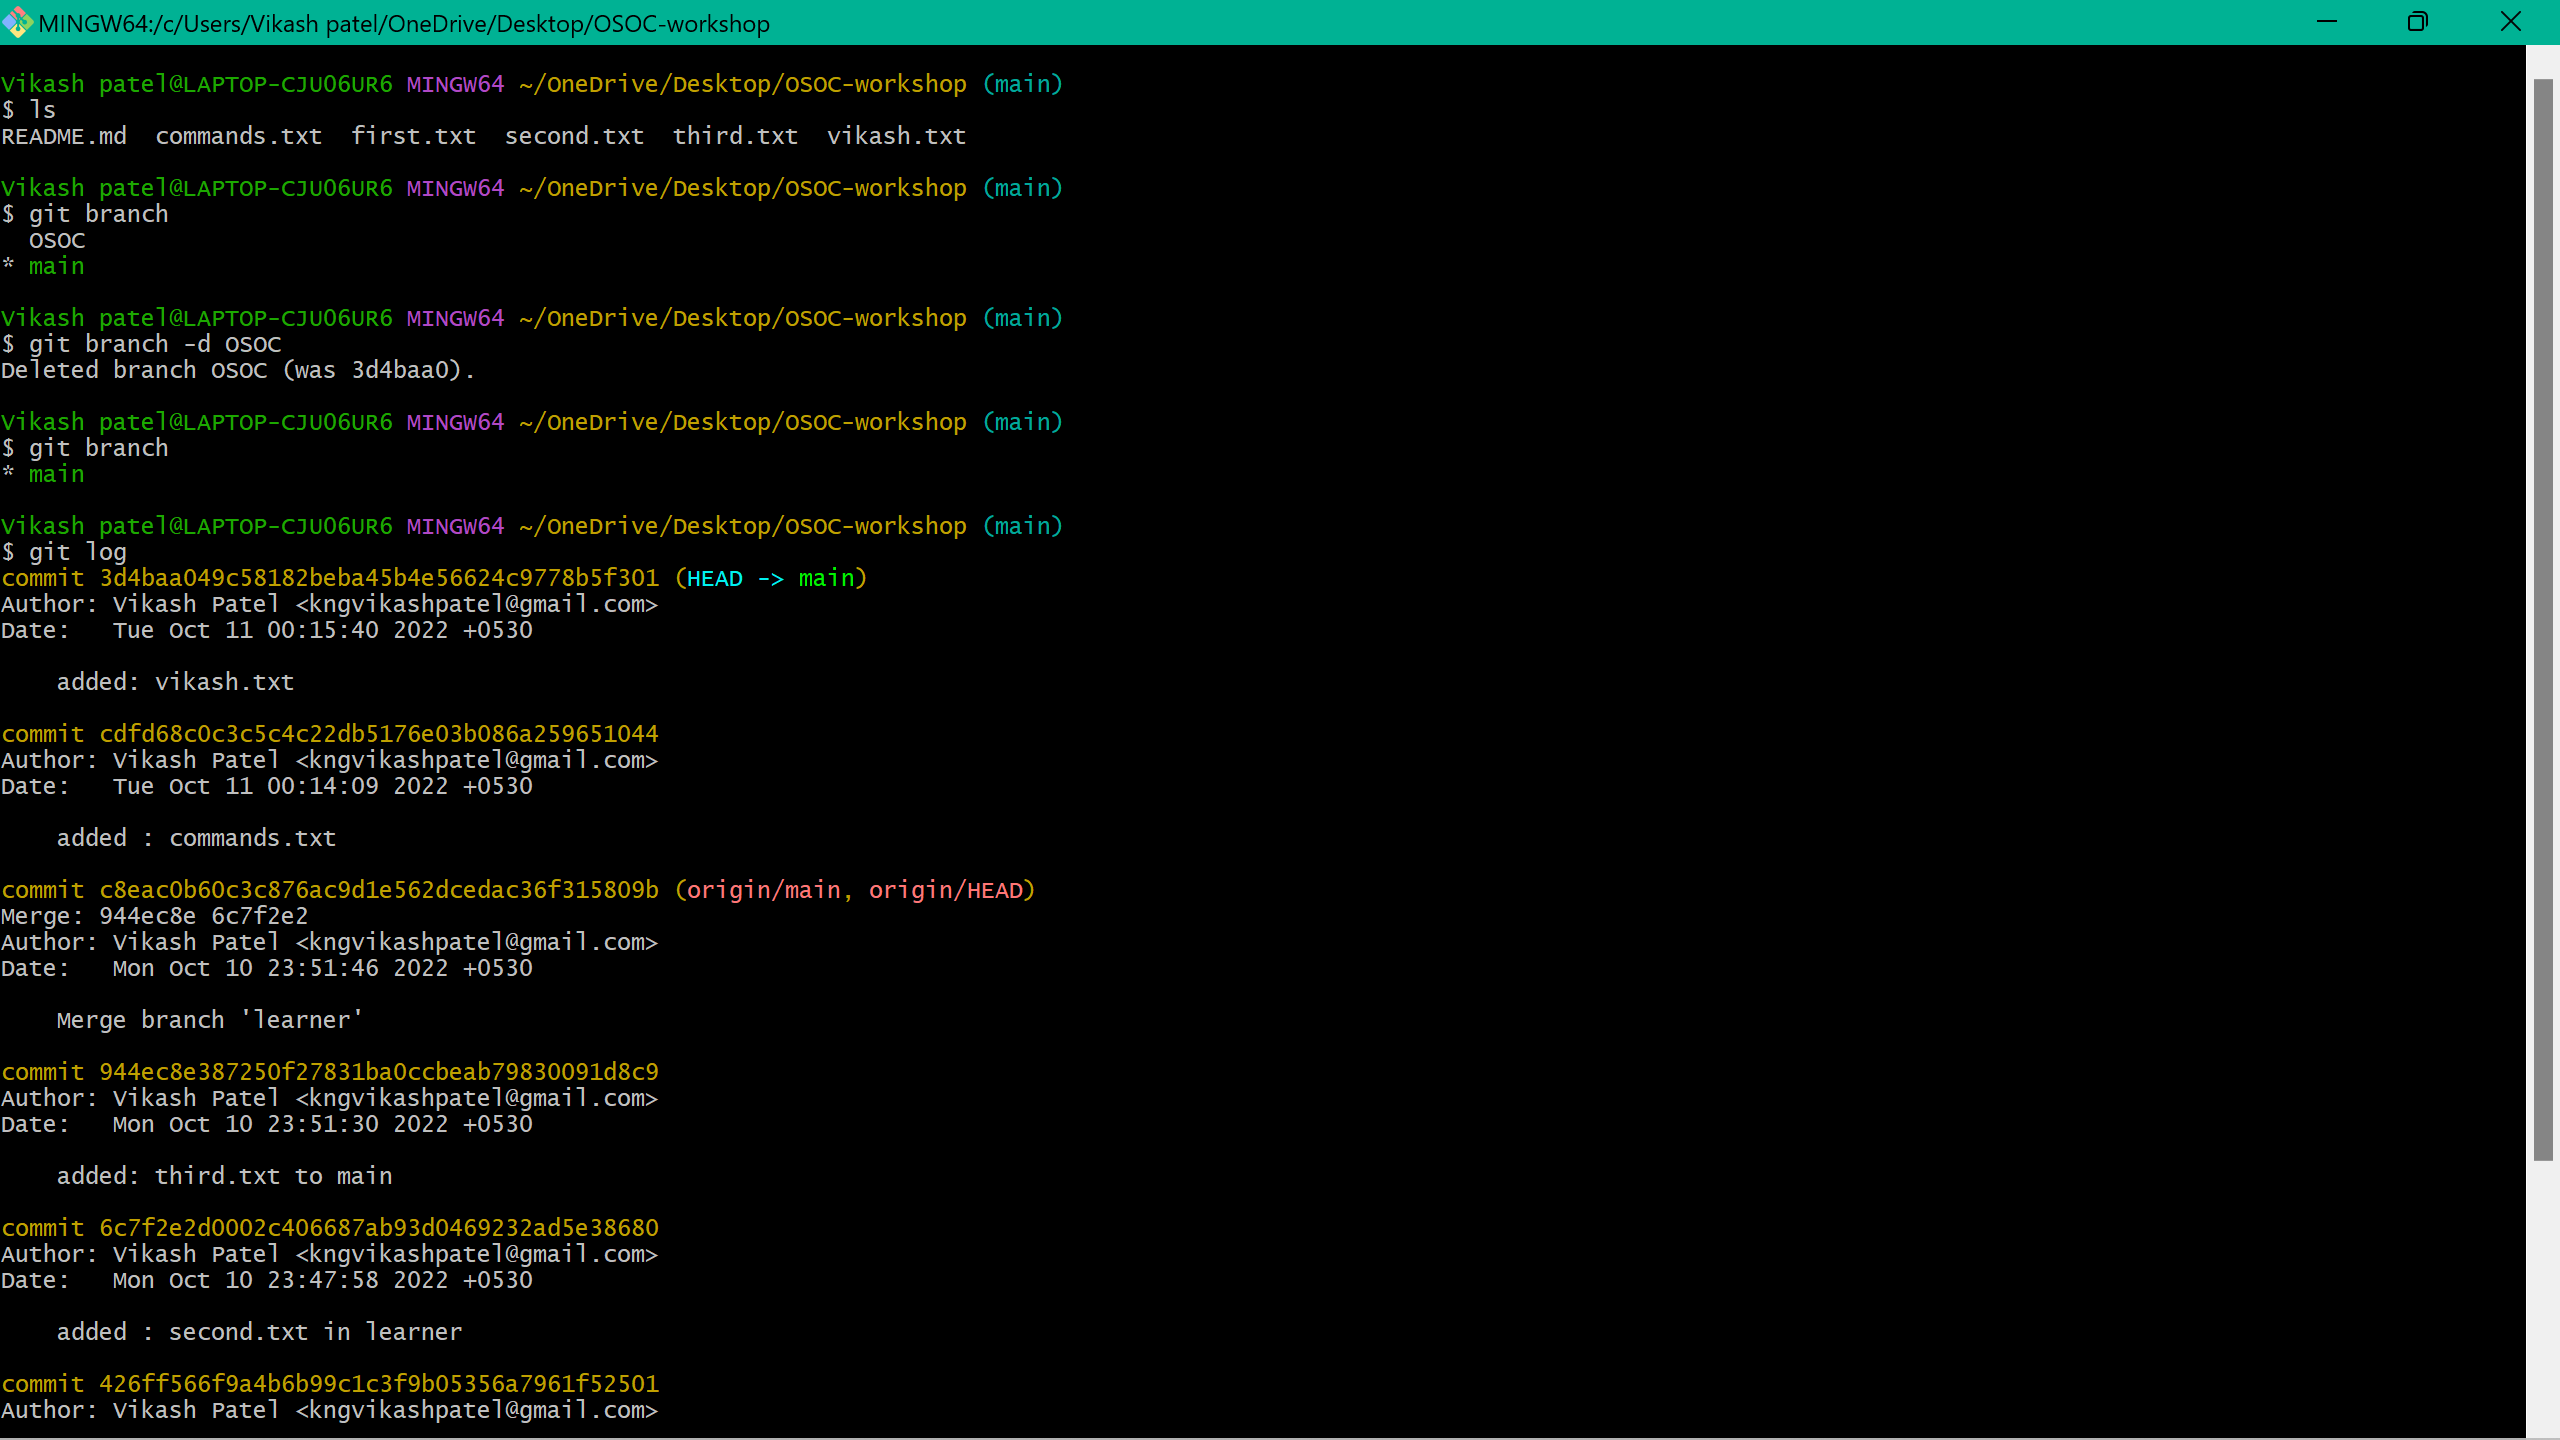 MINGW64:/c/Users/Vikash patel/OneDrive/Desktop/OSOC-workshop
Vikash patel@LAPTOP-CJU06UR6 MINGW64 ~/OneDrive/Desktop/OSOC-workshop (main)
$ ls
README.md  commands.txt  first.txt  second.txt  third.txt  vikash.txt
Vikash patel@LAPTOP-CJU06UR6 MINGW64 ~/OneDrive/Desktop/OSOC-workshop (main)
$ git branch
  OSOC
* main
Vikash patel@LAPTOP-CJU06UR6 MINGW64 ~/OneDrive/Desktop/OSOC-workshop (main)
$ git branch -d OSOC
Deleted branch OSOC (was 3d4baa0).
Vikash patel@LAPTOP-CJU06UR6 MINGW64 ~/OneDrive/Desktop/OSOC-workshop (main)
$ git branch
* main
Vikash patel@LAPTOP-CJU06UR6 MINGW64 ~/OneDrive/Desktop/OSOC-workshop (main)
$ git log
commit 3d4baa049c58182beba45b4e56624c9778b5f301 (HEAD -> main)
Author: Vikash Patel <kngvikashpatel@gmail.com>
Date:   Tue Oct 11 00:15:40 2022 +0530
    added: vikash.txt
commit cdfd68c0c3c5c4c22db5176e03b086a259651044
Author: Vikash Patel <kngvikashpatel@gmail.com>
Date:   Tue Oct 11 00:14:09 2022 +0530
    added : commands.txt
commit c8eac0b60c3c876ac9d1e562dcedac36f315809b (origin/main, origin/HEAD)
Merge: 944ec8e 6c7f2e2
Author: Vikash Patel <kngvikashpatel@gmail.com>
Date:   Mon Oct 10 23:51:46 2022 +0530
    Merge branch 'learner'
commit 944ec8e387250f27831ba0ccbeab79830091d8c9
Author: Vikash Patel <kngvikashpatel@gmail.com>
Date:   Mon Oct 10 23:51:30 2022 +0530
    added: third.txt to main
commit 6c7f2e2d0002c406687ab93d0469232ad5e38680
Author: Vikash Patel <kngvikashpatel@gmail.com>
Date:   Mon Oct 10 23:47:58 2022 +0530
    added : second.txt in learner
commit 426ff566f9a4b6b99c1c3f9b05356a7961f52501
Author: Vikash Patel <kngvikashpatel@gmail.com>